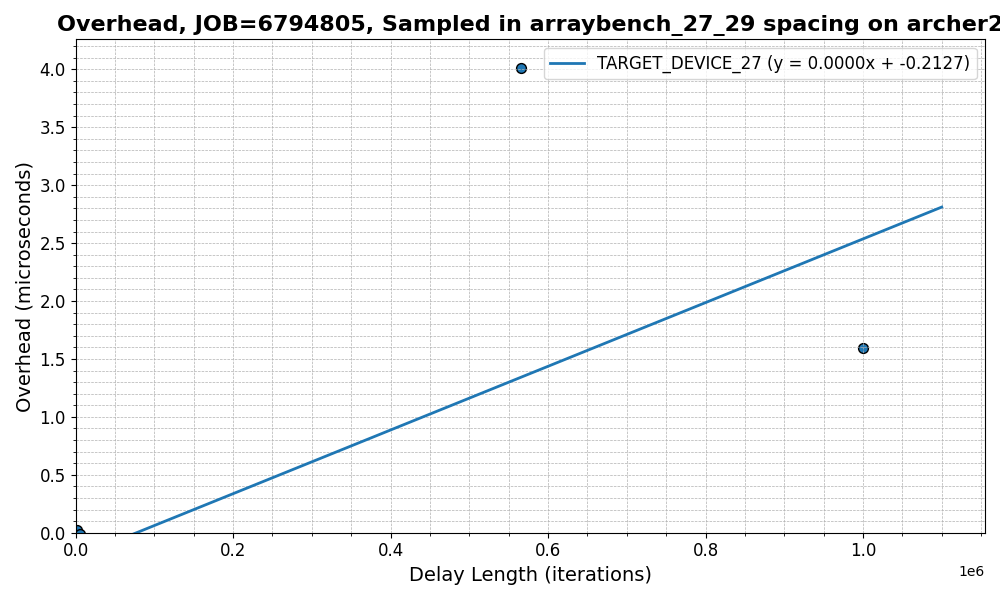 Overhead, JOB=6794805, Sampled in arraybench_27_29 spacing on archer2
TARGET_DEVICE_27 (y = 0.0000x + -0.2127)
Overhead (microseconds)
4.0
3.5
3.0
2.5
2.0
1.5
1.0
0.5
0.0
0.0 0.2 0.4 0.6 0.8 1.0
1e6
Delay Length (iterations)